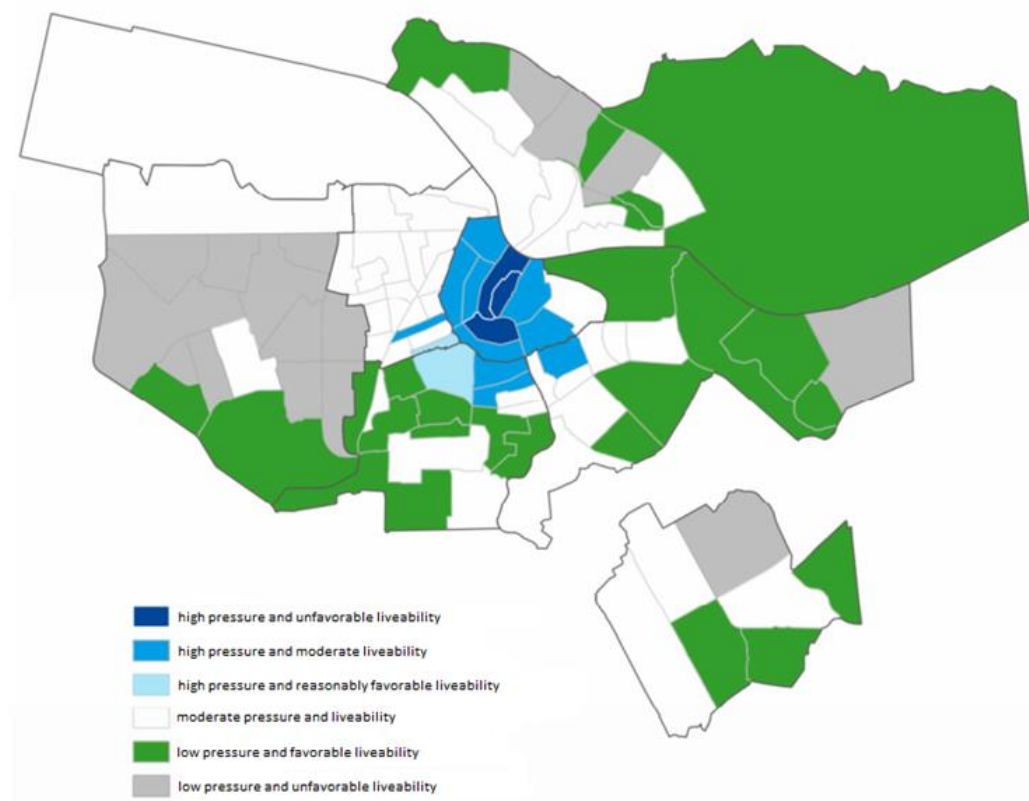 high pressure and unfavorable liveability
high pressure and moderate liveability
high pressure and reasonably favorable liveability
moderate pressure and liveability
low pressure and favorable liveability
low pressure and unfavorable liveability